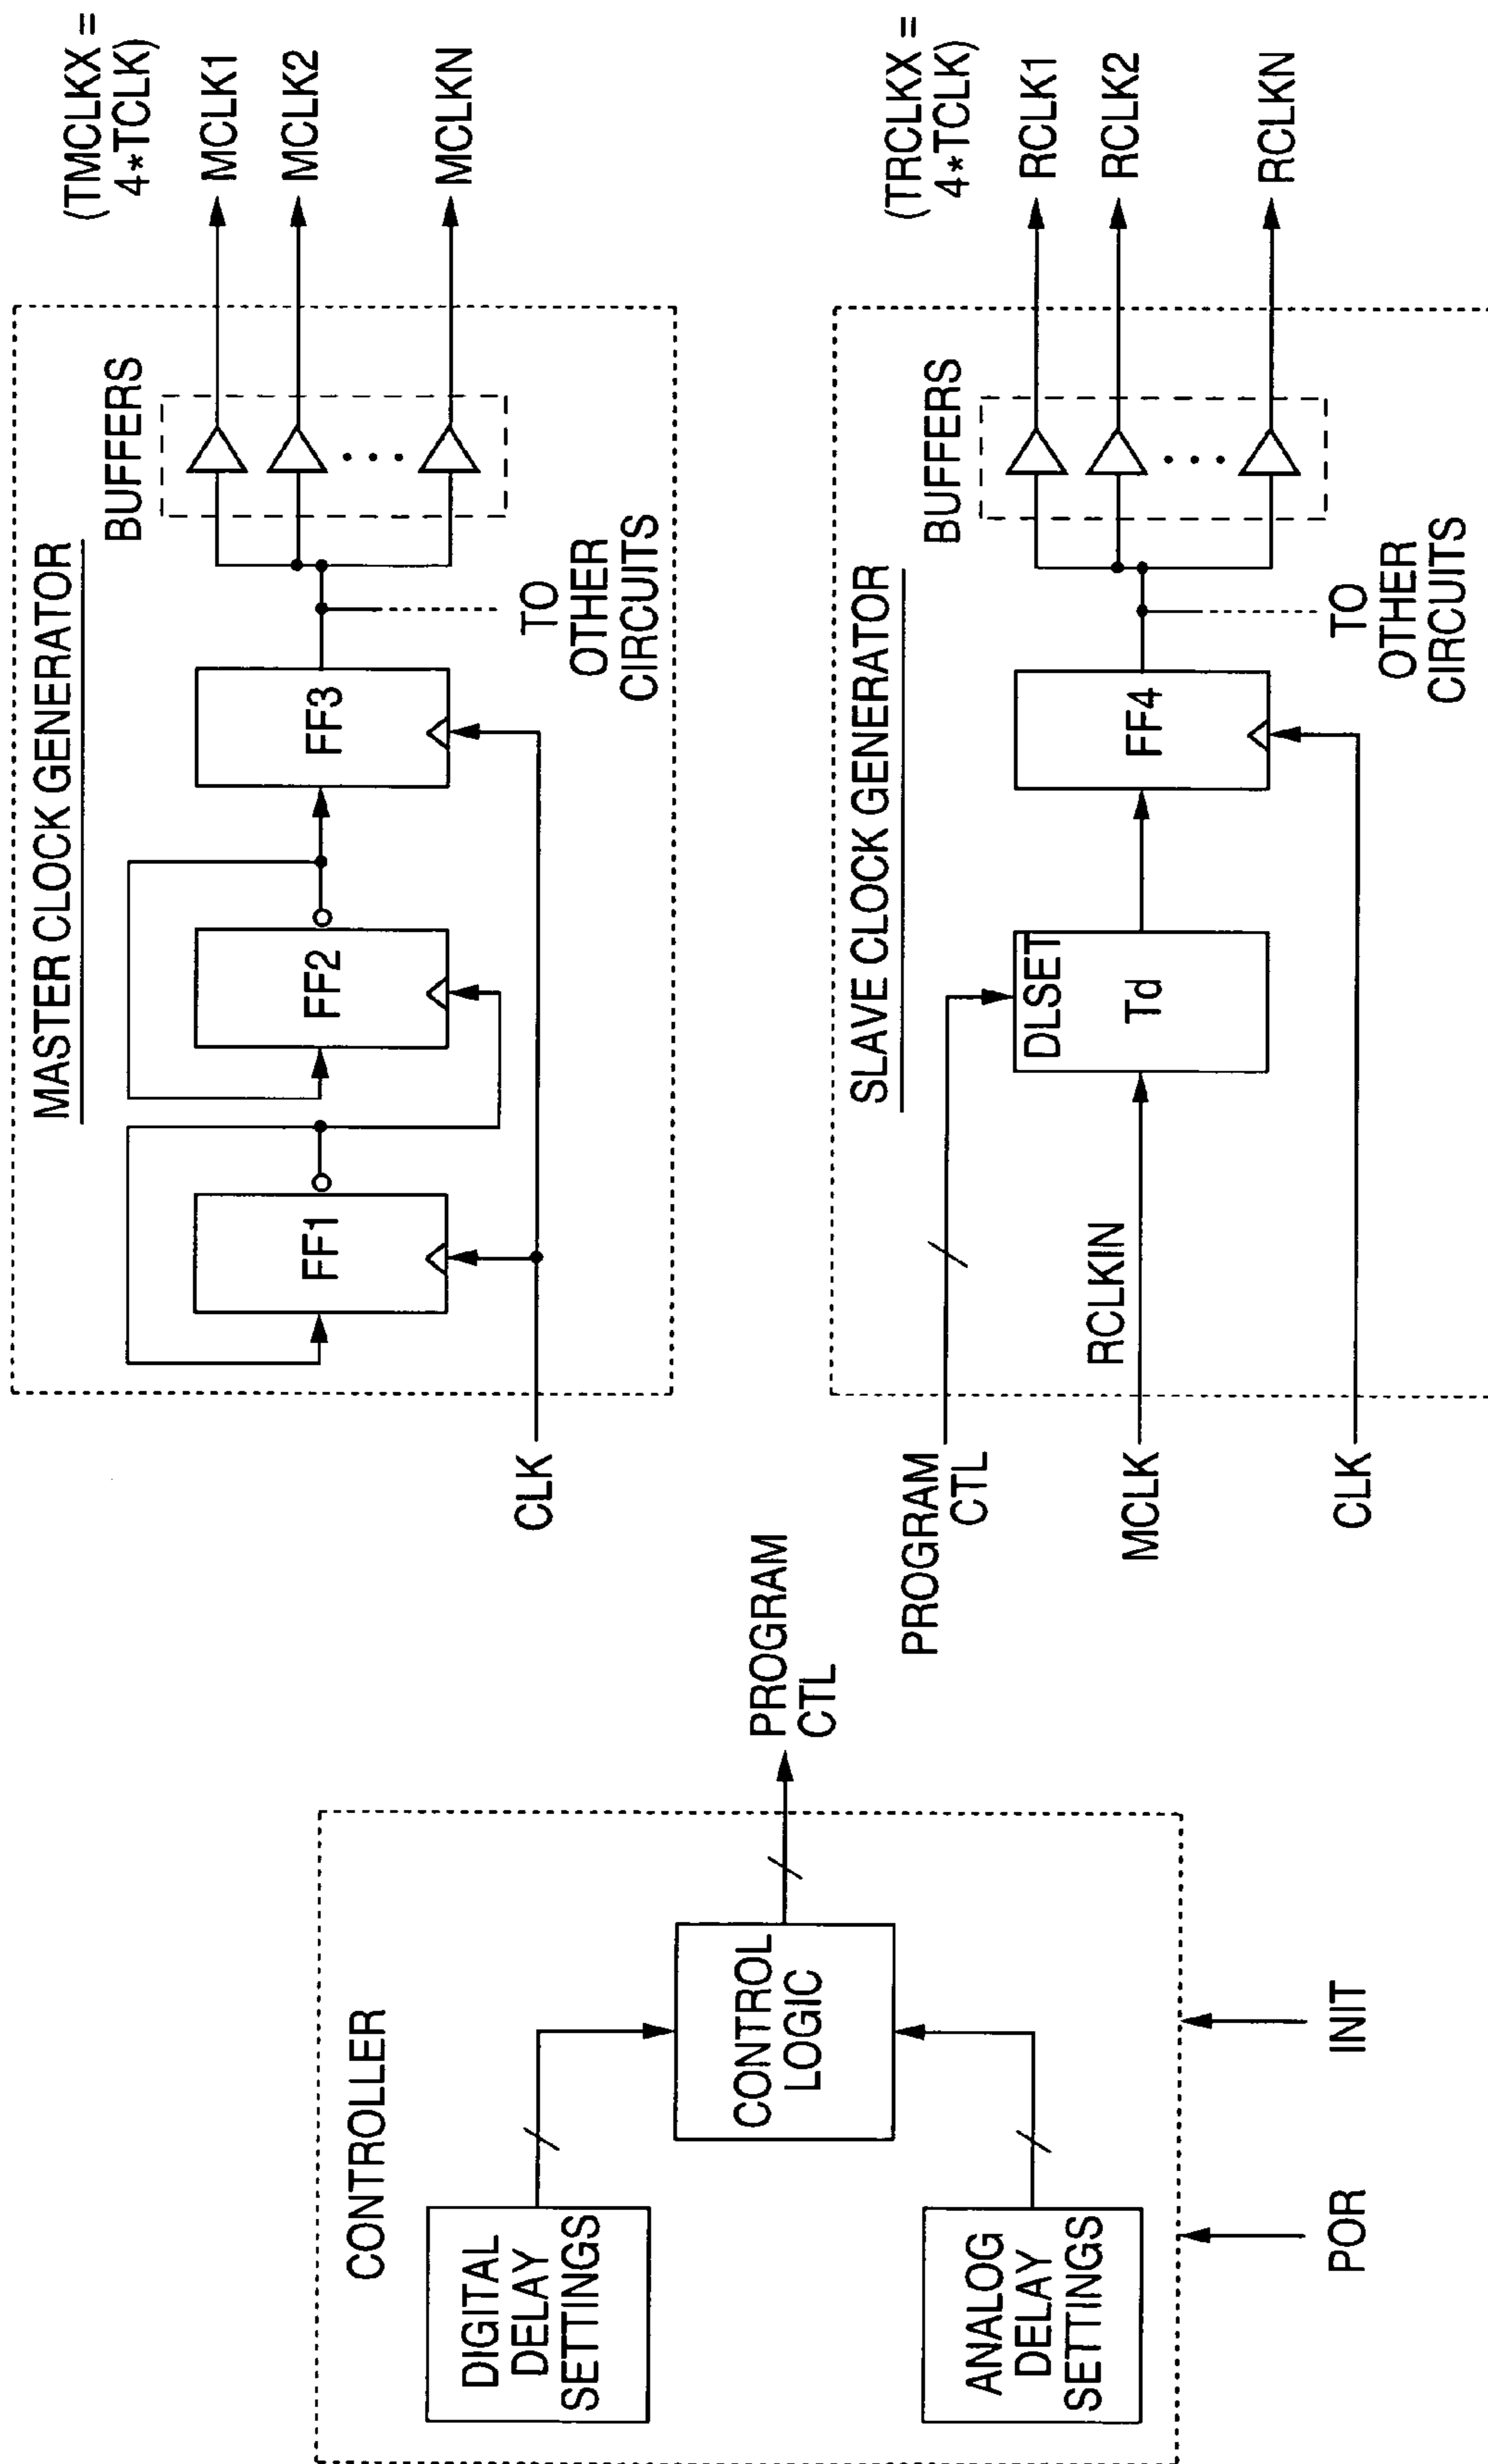 CONTROLLER
DIGITAL
DELAY
SETTINGS
ANALOG
DELAY
SETTINGS
CONTROL
LOGIC
PROGRAM
CTL
POR
INIT
MASTER CLOCK GENERATOR
FF1
FF2
FF3
CLK
BUFFERS
TO
OTHER
CIRCUITS
(TMCLKX =
4*TCLK)
MCLK1
MCLK2
MCLKN
SLAVE CLOCK GENERATOR
PROGRAM
CTL
MCLK
CLK
RCLKIN
DLSET
Td
FF4
BUFFERS
TO
OTHER
CIRCUITS
(TRCLKX =
4*TCLK)
RCLK1
RCLK2
RCLKN